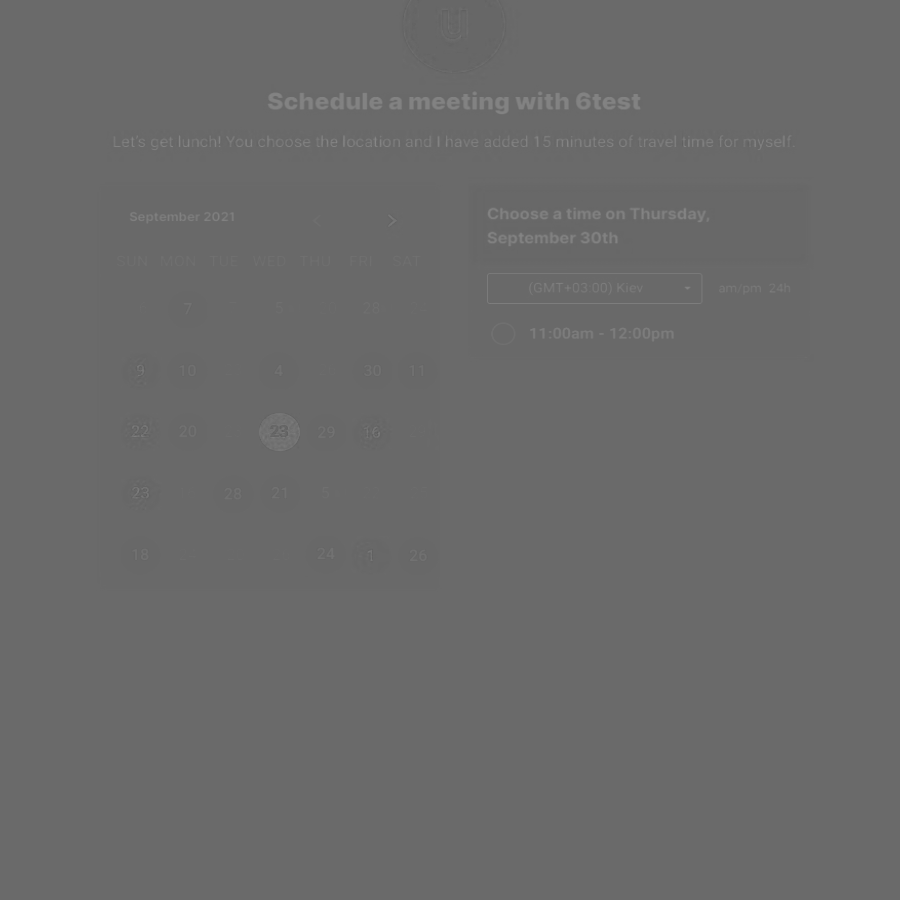 Schedule a meeting with 6test
Let's get lunch! You choose the location and I have added 15 minutes of travel time for myself.
September 2021
SUN MON TUE WED THU FRI SAT
7 28
9 10 4 30 11
22 20 23 29 16
23 28 21 5
18 24 1 26
Choose a time on Thursday,
September 30th
(GMT+03:00) Kiev am/pm 24h
11:00am - 12:00pm